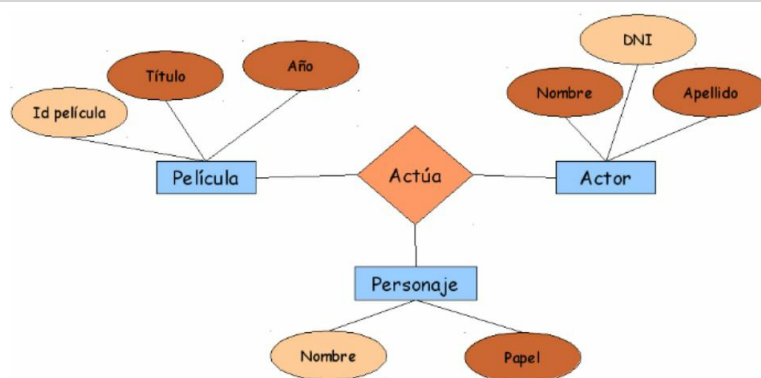 DNI
Título
Año
Nombre
Apellido
Id película
Película
Actúa
Actor
Personaje
Nombre
Papel